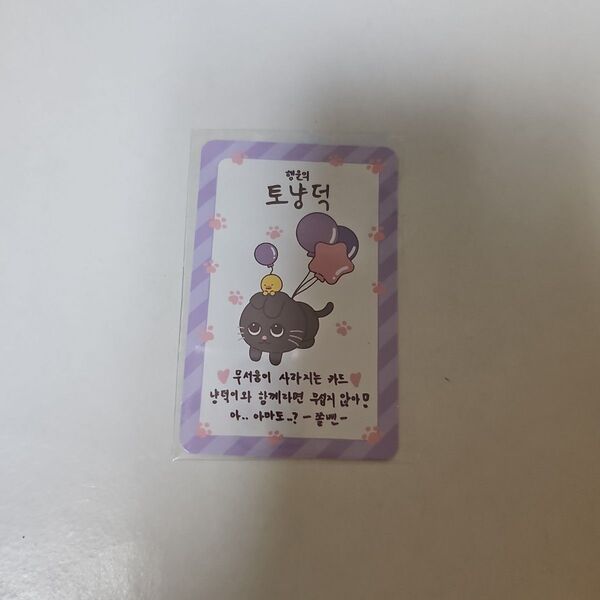 행운의
토냥덕
무서움이 사라지는 카드
냥덕이와 함께라면 무섭지 않아!
아.. 아마도..? - 쫄벤 -